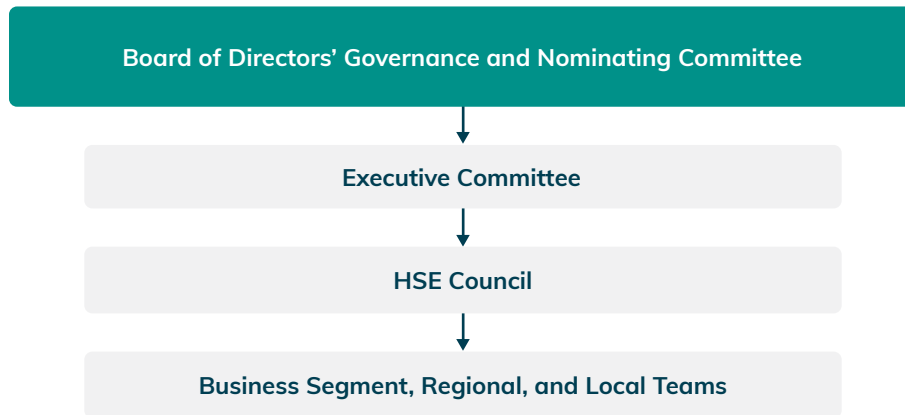 Board of Directors’ Governance and Nominating Committee
Executive Committee
HSE Council
Business Segment, Regional, and Local Teams